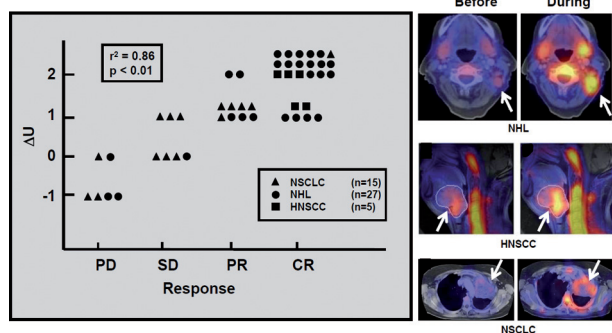 Before During
r² = 0.86
p < 0.01
ΔU
2
1
0
-1
▲ NSCLC (n=15)
● NHL (n=27)
■ HNSCC (n=5)
PD SD PR CR
Response
NHL
HNSCC
NSCLC